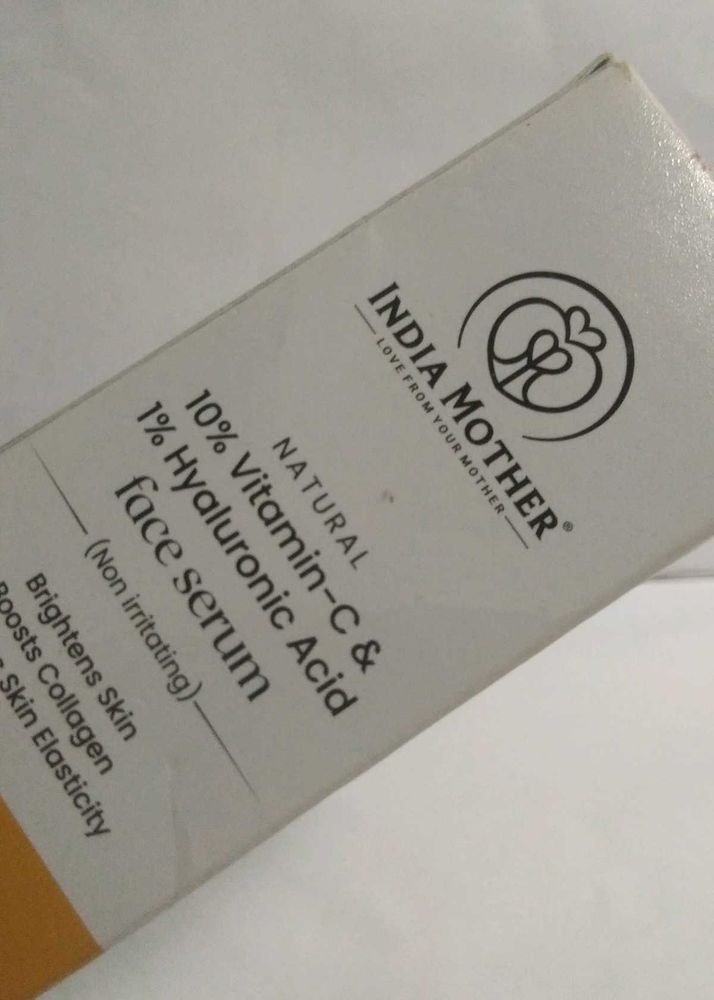 INDIA MOTHER®
LOVE FROM YOUR MOTHER
NATURAL
10% Vitamin-C &
1% Hyaluronic Acid
face serum
(Non irritating)
Brightens Skin
Boosts Collagen
Skin Elasticity